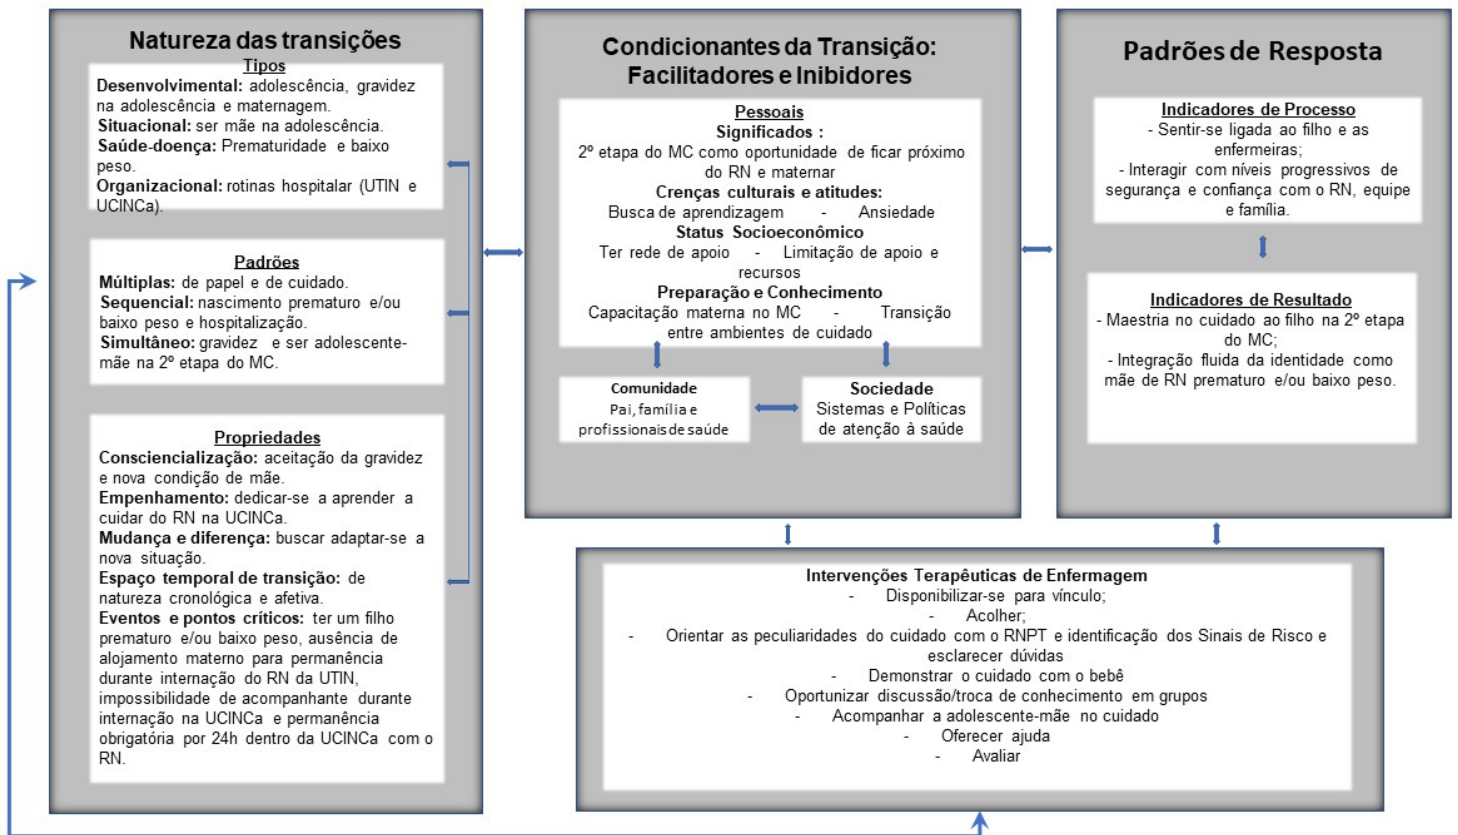 Natureza das transições
Tipos
Desenvolvimental: adolescência, gravidez
na adolescência e maternagem.
Situacional: ser mãe na adolescência.
Saúde-doença: Prematuridade e baixo
peso.
Organizacional: rotinas hospitalar (UTIN e
UCINCa).
Padrões
Múltiplas: de papel e de cuidado.
Sequencial: nascimento prematuro e/ou
baixo peso e hospitalização.
Simultâneo: gravidez e ser adolescente-
mãe na 2º etapa do MC.
Propriedades
Consciencialização: aceitação da gravidez
e nova condição de mãe.
Empenhamento: dedicar-se a aprender a
cuidar do RN na UCINCa.
Mudança e diferença: buscar adaptar-se a
nova situação.
Espaço temporal de transição: de
natureza cronológica e afetiva.
Eventos e pontos críticos: ter um filho
prematuro e/ou baixo peso, ausência de
alojamento materno para permanência
durante internação do RN da UTIN,
impossibilidade de acompanhante durante
internação na UCINCa e permanência
obrigatória por 24h dentro da UCINCa com o
RN.
Condicionantes da Transição:
Facilitadores e Inibidores
Pessoais
Significados :
2º etapa do MC como oportunidade de ficar próximo
do RN e maternar
Crenças culturais e atitudes:
Busca de aprendizagem - Ansiedade
Status Socioeconômico
Ter rede de apoio - Limitação de apoio e
recursos
Preparação e Conhecimento
Capacitação materna no MC - Transição
entre ambientes de cuidado
Comunidade
Pai, família e
profissionais de saúde
Sociedade
Sistemas e Políticas
de atenção à saúde
Padrões de Resposta
Indicadores de Processo
- Sentir-se ligada ao filho e as
enfermeiras;
- Interagir com níveis progressivos de
segurança e confiança com o RN, equipe
e família.
Indicadores de Resultado
- Maestria no cuidado ao filho na 2º etapa
do MC;
- Integração fluida da identidade como
mãe de RN prematuro e/ou baixo peso.
Intervenções Terapêuticas de Enfermagem
- Disponibilizar-se para vínculo;
- Acolher;
- Orientar as peculiaridades do cuidado com o RNPT e identificação dos Sinais de Risco e
esclarecer dúvidas
- Demonstrar o cuidado com o bebê
- Oportunizar discussão/troca de conhecimento em grupos
- Acompanhar a adolescente-mãe no cuidado
- Oferecer ajuda
- Avaliar